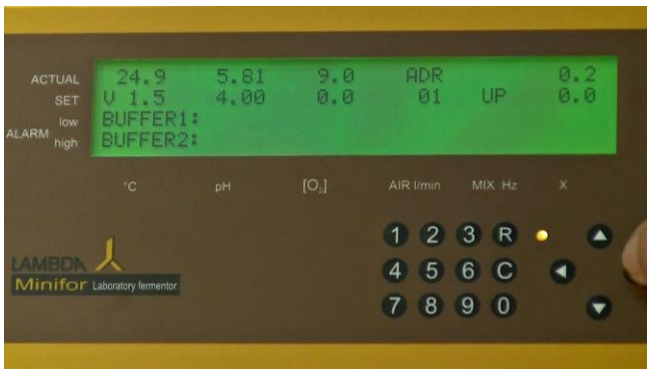 ACTUAL 24.9 5.81 9.0 ADR 0.2
SET V 1.5 4.00 0.0 01 UP 0.0
ALARM low BUFFER1:
high BUFFER2:
°C pH [O₂] AIR l/min MIX Hz X
1 2 3 R
4 5 6 C
7 8 9 0
LAMBDA
Minifor Laboratory fermentor